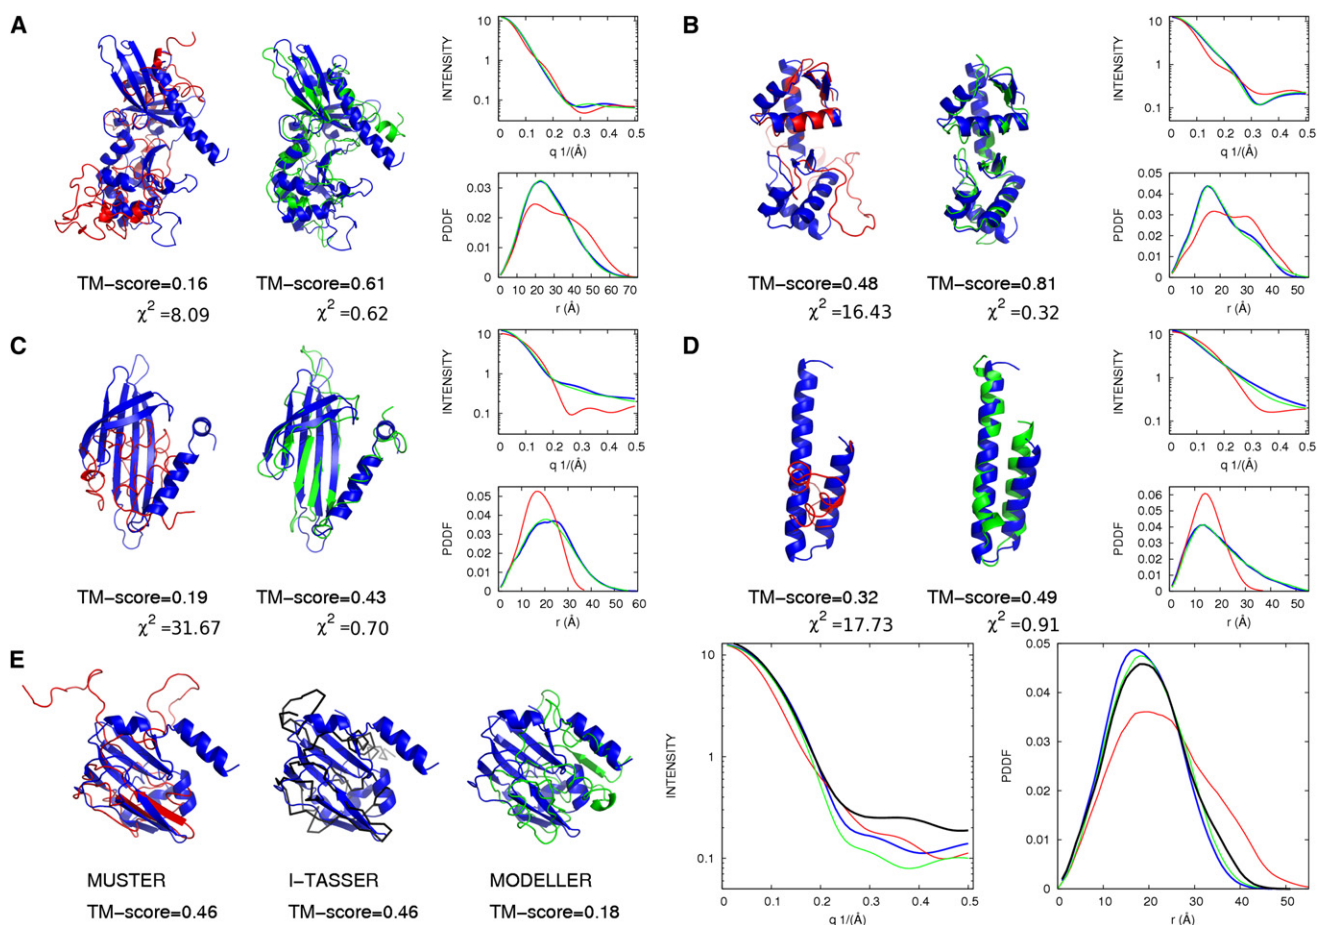 A
TM-score=0.16
χ² =8.09
TM-score=0.61
χ² =0.62
INTENSITY
10
1
0.1
0 0.1 0.2 0.3 0.4 0.5
q 1/(Å)
PDDF
0.03
0.02
0.01
0
10 20 30 40 50 60 70
r (Å)
B
TM-score=0.48
χ² =16.43
TM-score=0.81
χ² =0.32
INTENSITY
10
1
0.1
0 0.1 0.2 0.3 0.4 0.5
q 1/(Å)
PDDF
0.05
0.04
0.03
0.02
0.01
0
0 10 20 30 40 50
r (Å)
C
TM-score=0.19
χ² =31.67
TM-score=0.43
χ² =0.70
INTENSITY
10
1
0.1
0 0.1 0.2 0.3 0.4 0.5
q 1/(Å)
PDDF
0.05
0.04
0.03
0.02
0.01
0
0 10 20 30 40 50 60
r (Å)
D
TM-score=0.32
χ² =17.73
TM-score=0.49
χ² =0.91
INTENSITY
10
1
0.1
0 0.1 0.2 0.3 0.4 0.5
q 1/(Å)
PDDF
0.06
0.05
0.04
0.03
0.02
0.01
0
0 10 20 30 40 50
r (Å)
E
MUSTER
TM-score=0.46
I-TASSER
TM-score=0.46
MODELLER
TM-score=0.18
INTENSITY
10
1
0.1
0 0.1 0.2 0.3 0.4 0.5
q 1/(Å)
PDDF
0.05
0.04
0.03
0.02
0.01
0
0 10 20 30 40 50
r (Å)